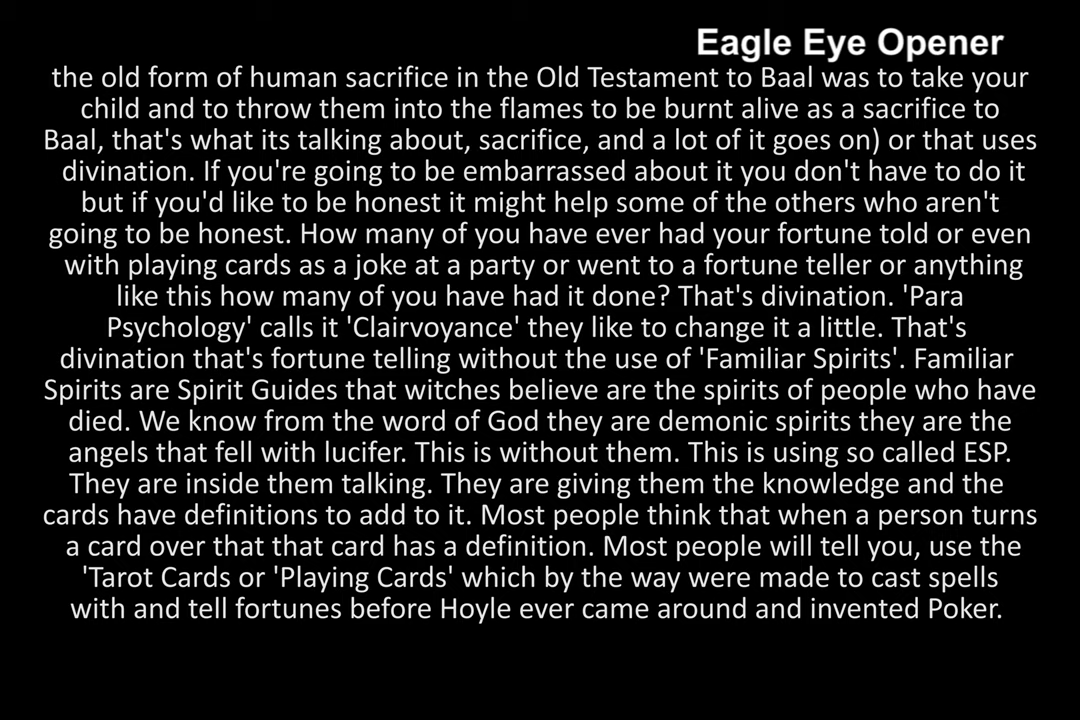 Eagle Eye Opener
the old form of human sacrifice in the Old Testament to Baal was to take your
child and to throw them into the flames to be burnt alive as a sacrifice to
Baal, that's what its talking about, sacrifice, and a lot of it goes on) or that uses
divination. If you're going to be embarrassed about it you don't have to do it
but if you'd like to be honest it might help some of the others who aren't
going to be honest. How many of you have ever had your fortune told or even
with playing cards as a joke at a party or went to a fortune teller or anything
like this how many of you have had it done? That's divination. 'Para
Psychology' calls it 'Clairvoyance' they like to change it a little. That's
divination that's fortune telling without the use of 'Familiar Spirits'. Familiar
Spirits are Spirit Guides that witches believe are the spirits of people who have
died. We know from the word of God they are demonic spirits they are the
angels that fell with lucifer. This is without them. This is using so called ESP.
They are inside them talking. They are giving them the knowledge and the
cards have definitions to add to it. Most people think that when a person turns
a card over that that card has a definition. Most people will tell you, use the
'Tarot Cards or 'Playing Cards' which by the way were made to cast spells
with and tell fortunes before Hoyle ever came around and invented Poker.